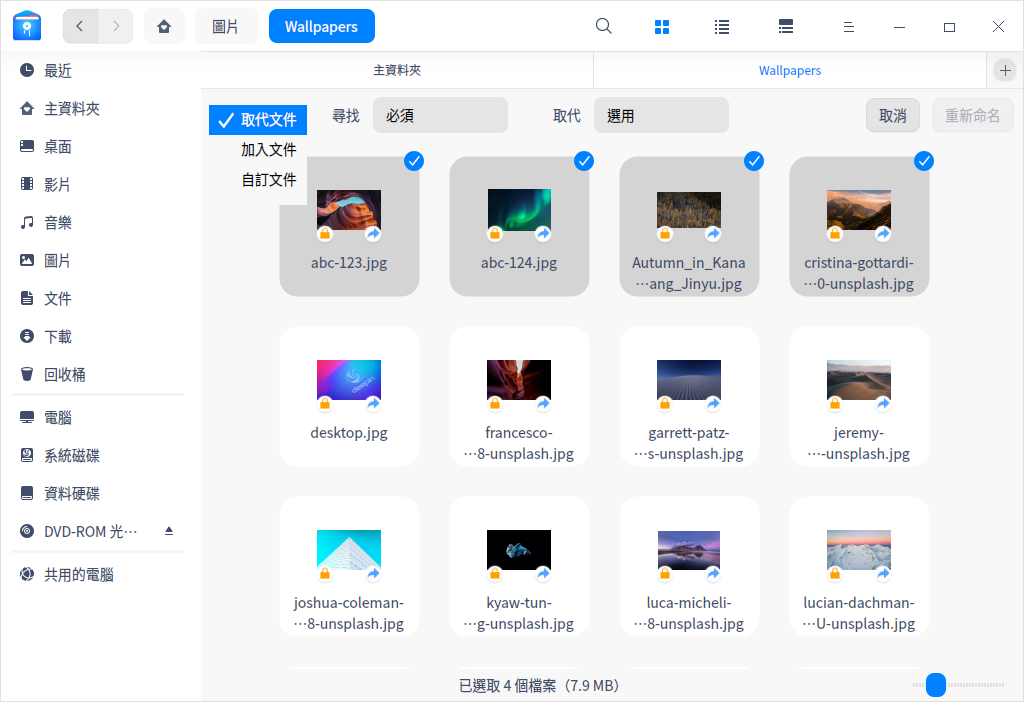 圖片
Wallpapers
最近
主資料夾
桌面
影片
音樂
圖片
文件
下載
回收桶
電腦
系統磁碟
資料硬碟
DVD-ROM 光⋯
共用的電腦
主資料夾
Wallpapers
取代文件
加入文件
自訂文件
尋找
必須
取代
選用
取消
重新命名
abc-123.jpg
abc-124.jpg
Autumn_in_Kana
⋯ang_Jinyu.jpg
cristina-gottardi-
⋯0-unsplash.jpg
desktop.jpg
francesco-
⋯8-unsplash.jpg
garrett-patz-
⋯s-unsplash.jpg
jeremy-
⋯-unsplash.jpg
joshua-coleman-
⋯8-unsplash.jpg
kyaw-tun-
⋯g-unsplash.jpg
luca-micheli-
⋯8-unsplash.jpg
lucian-dachman-
⋯U-unsplash.jpg
已選取 4 個檔案（7.9 MB）